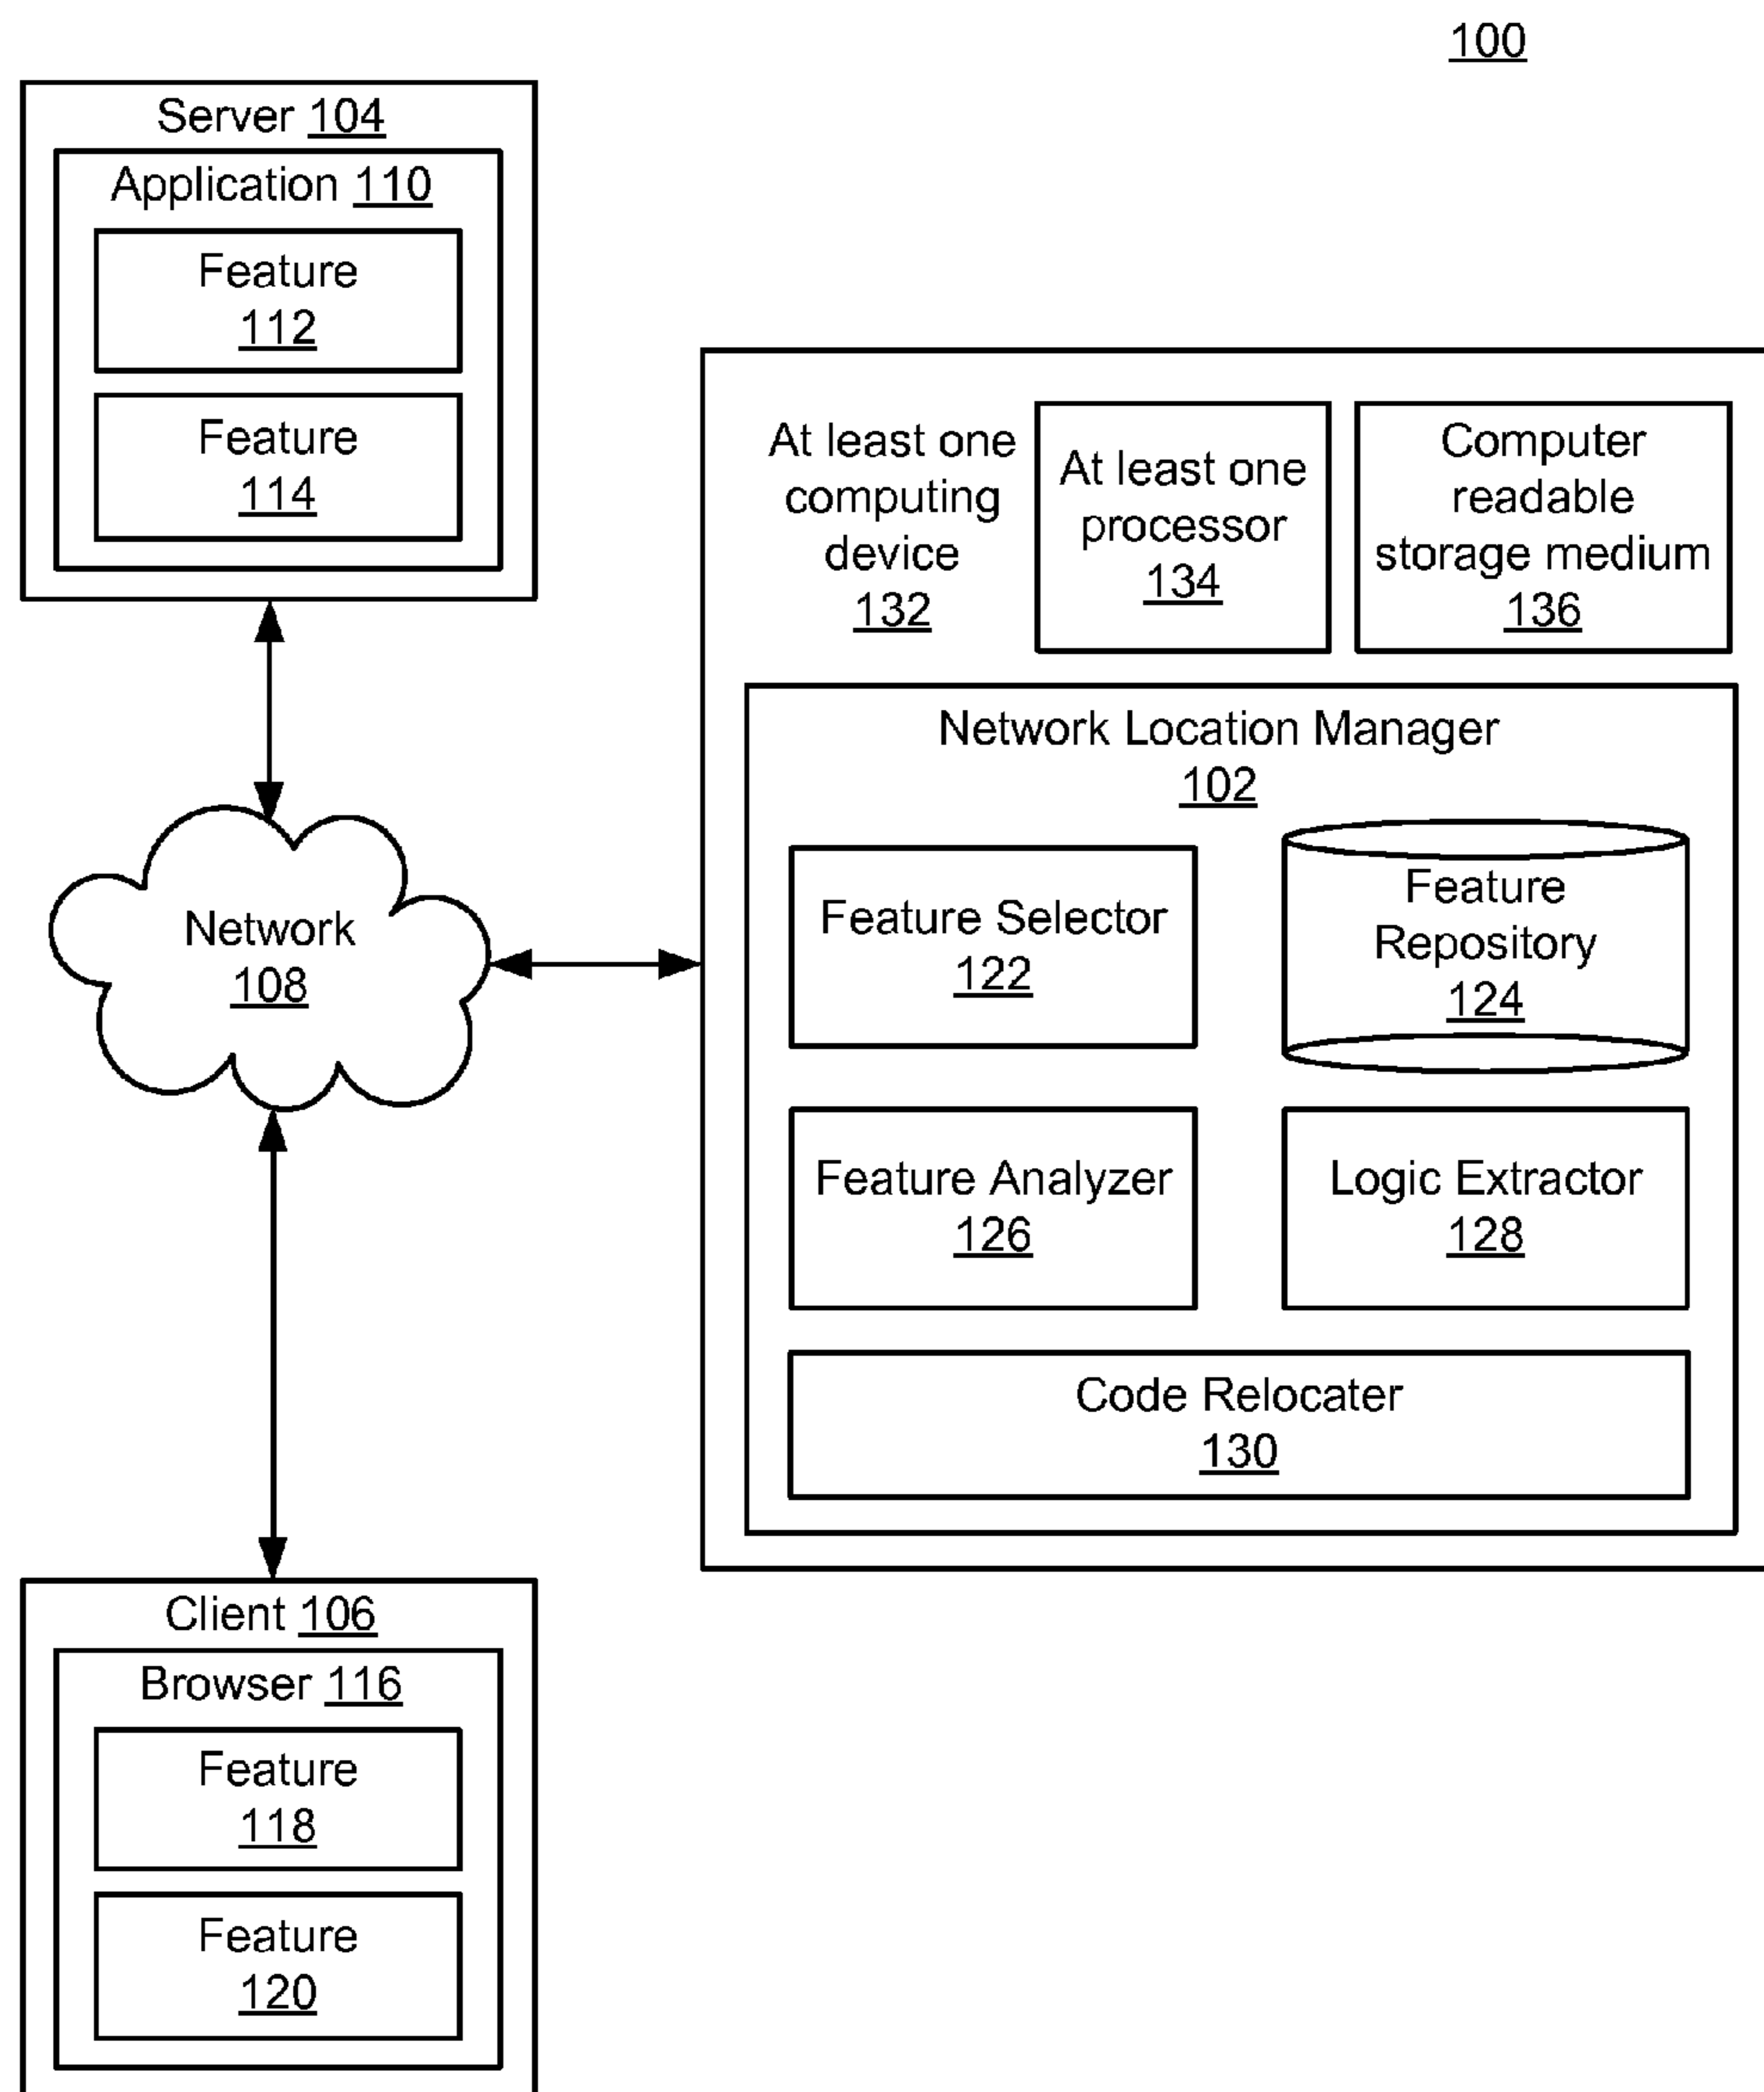 100
Server 104
Application 110
Feature
112
Feature
114
At least one
computing
device
132
At least one
processor
134
Computer
readable
storage medium
136
Network Location Manager
102
Feature Selector
122
Feature
Repository
124
Network
108
Feature Analyzer
126
Logic Extractor
128
Code Relocater
130
Client 106
Browser 116
Feature
118
Feature
120